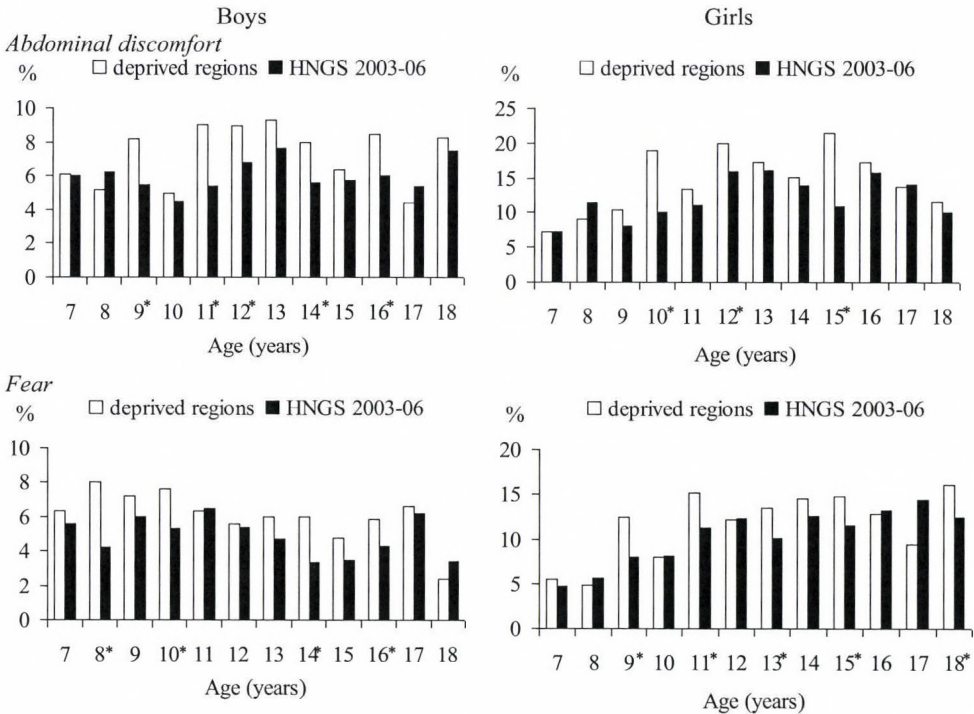 Boys
Girls
Abdominal discomfort
% deprived regions HNGS 2003-06
% deprived regions HNGS 2003-06
10
8
6
4
2
0
7 8 9* 10 11* 12* 13 14* 15 16* 17 18
Age (years)
25
20
15
10
5
0
7 8 9 10* 11 12* 13 14 15* 16 17 18
Age (years)
Fear
% deprived regions HNGS 2003-06
% deprived regions HNGS 2003-06
10
8
6
4
2
0
7 8* 9 10* 11 12 13 14* 15 16* 17 18
Age (years)
20
15
10
5
0
7 8 9* 10 11* 12 13* 14 15* 16 17 18*
Age (years)